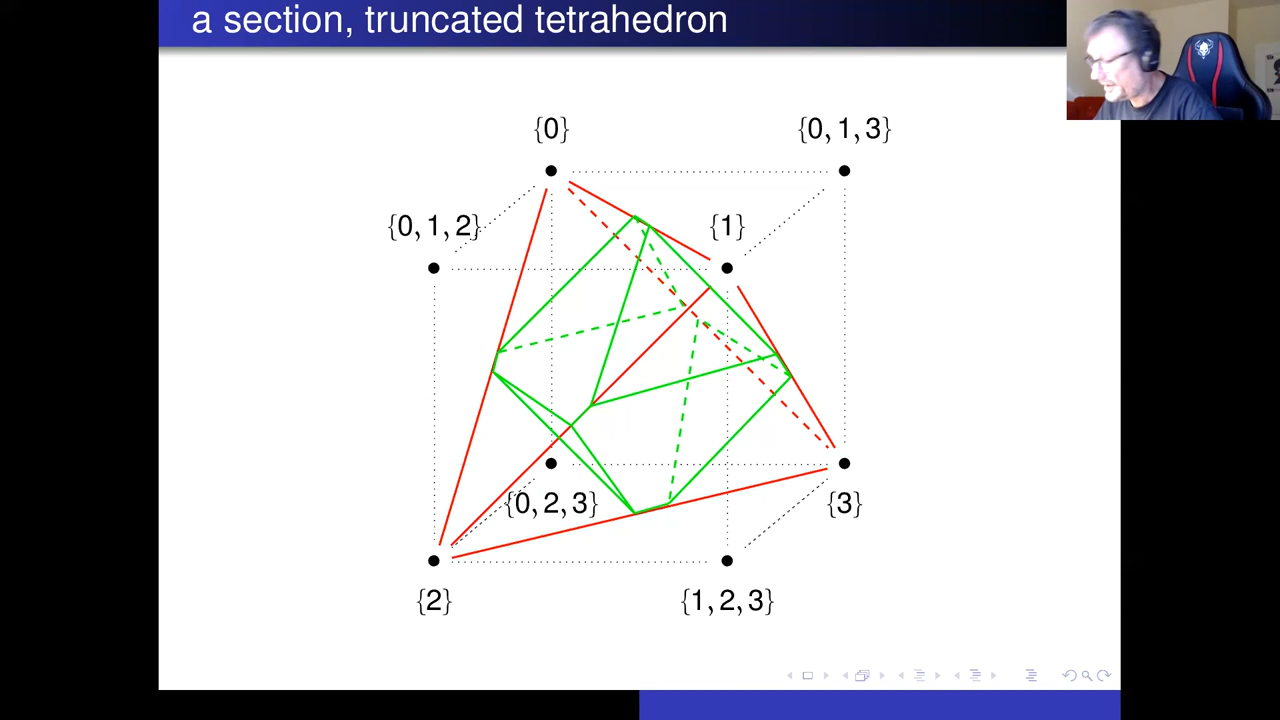 a section, truncated tetrahedron
{0}
{0, 1, 3}
{0, 1, 2}
{1}
{0, 2, 3}
{3}
{2}
{1, 2, 3}